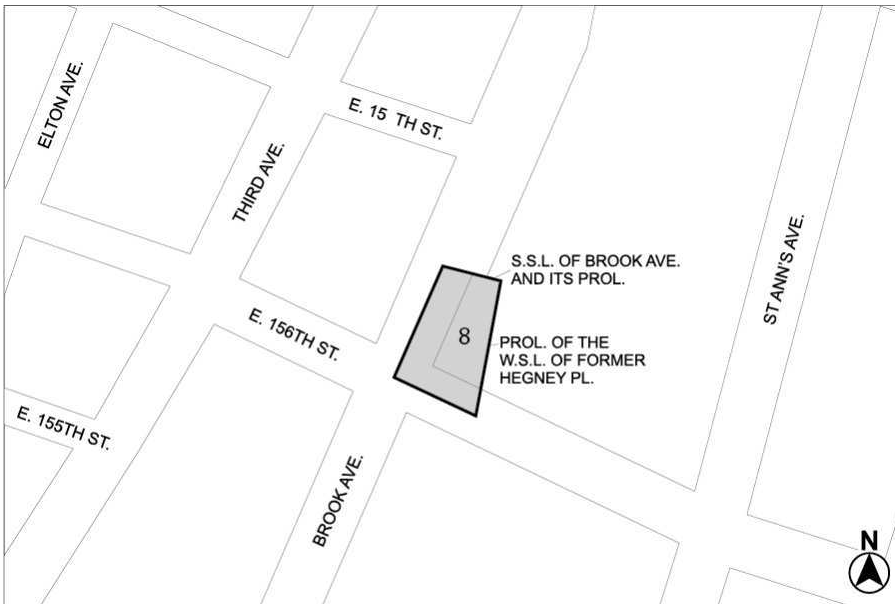 ELTON AVE.
E. 15 TH ST.
THIRD AVE.
S.S.L. OF BROOK AVE.
AND ITS PROL.
ST ANN'S AVE.
E. 156TH ST.
8
PROL. OF THE
W.S.L. OF FORMER
HEGNEY PL.
E. 155TH ST.
BROOK AVE.
N